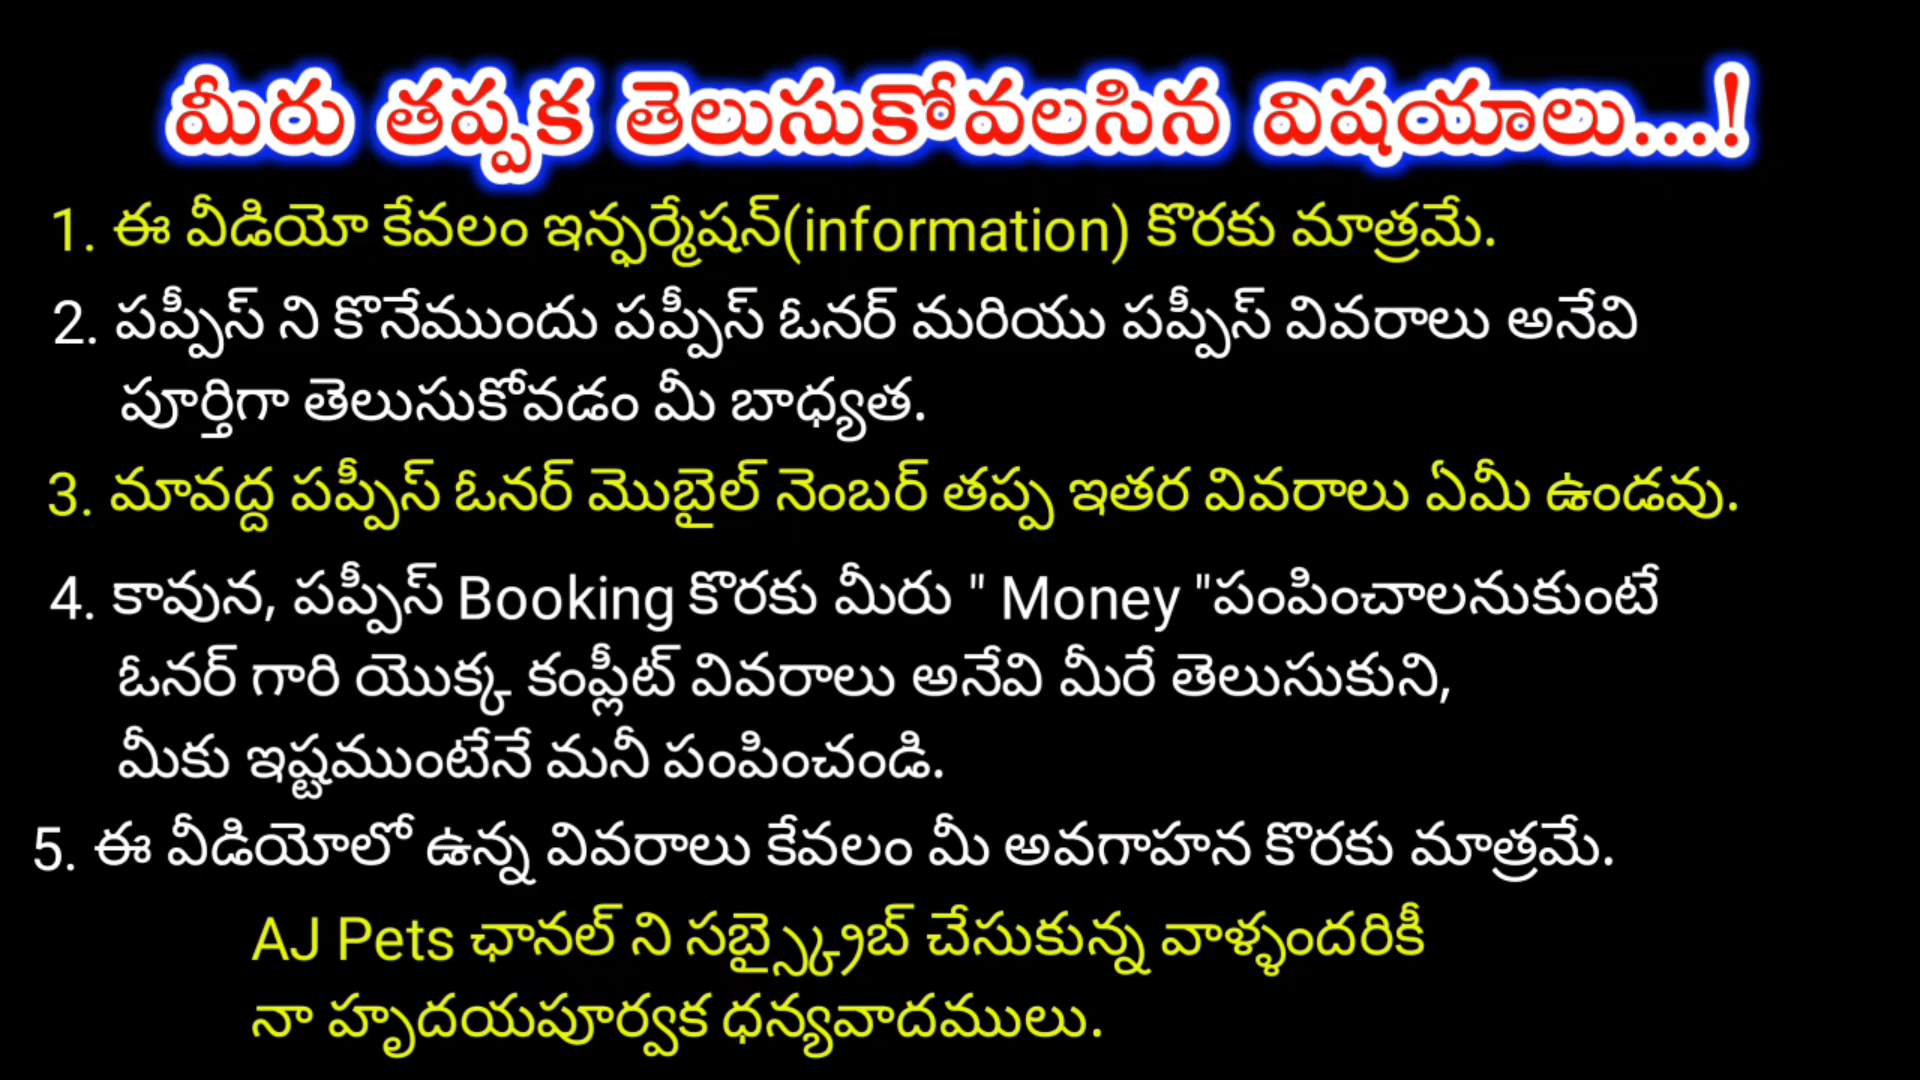 మీరు తప్పక తెలుసుకోవలసిన విషయాలు...!
1. ఈ వీడియో కేవలం ఇన్ఫర్మేషన్(information) కొరకు మాత్రమే.
2. పప్పీస్ ని కొనేముందు పప్పీస్ ఓనర్ మరియు పప్పీస్ వివరాలు అనేవి
పూర్తిగా తెలుసుకోవడం మీ బాధ్యత.
3. మావద్ద పప్పీస్ ఓనర్ మొబైల్ నెంబర్ తప్ప ఇతర వివరాలు ఏమీ ఉండవు.
4. కావున, పప్పీస్ Booking కొరకు మీరు " Money "పంపించాలనుకుంటే
ఓనర్ గారి యొక్క కంప్లీట్ వివరాలు అనేవి మీరే తెలుసుకుని,
మీకు ఇష్టముంటేనే మనీ పంపించండి.
5. ఈ వీడియోలో ఉన్న వివరాలు కేవలం మీ అవగాహన కొరకు మాత్రమే.
AJ Pets ఛానల్ ని సబ్స్క్రైబ్ చేసుకున్న వాళ్ళందరికీ
నా హృదయపూర్వక ధన్యవాదములు.